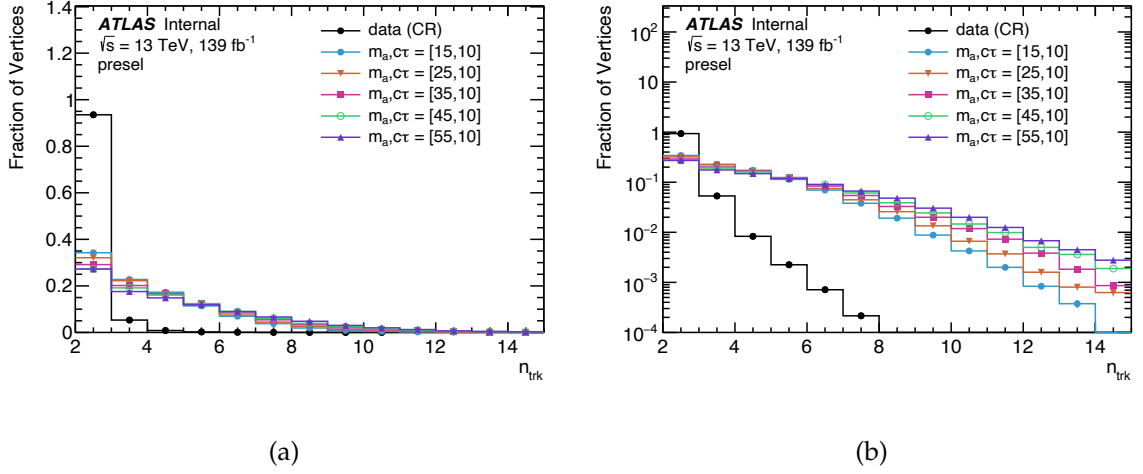 Fraction of Vertices
1.4
1.2
1
0.8
0.6
0.4
0.2
0
ATLAS Internal
√s = 13 TeV, 139 fb⁻¹
presel
data (CR)
mₐ,cτ = [15,10]
mₐ,cτ = [25,10]
mₐ,cτ = [35,10]
mₐ,cτ = [45,10]
mₐ,cτ = [55,10]
2 4 6 8 10 12 14
n_trk
(a)
Fraction of Vertices
10²
10
1
10⁻¹
10⁻²
10⁻³
10⁻⁴
ATLAS Internal
√s = 13 TeV, 139 fb⁻¹
presel
data (CR)
mₐ,cτ = [15,10]
mₐ,cτ = [25,10]
mₐ,cτ = [35,10]
mₐ,cτ = [45,10]
mₐ,cτ = [55,10]
2 4 6 8 10 12 14
n_trk
(b)